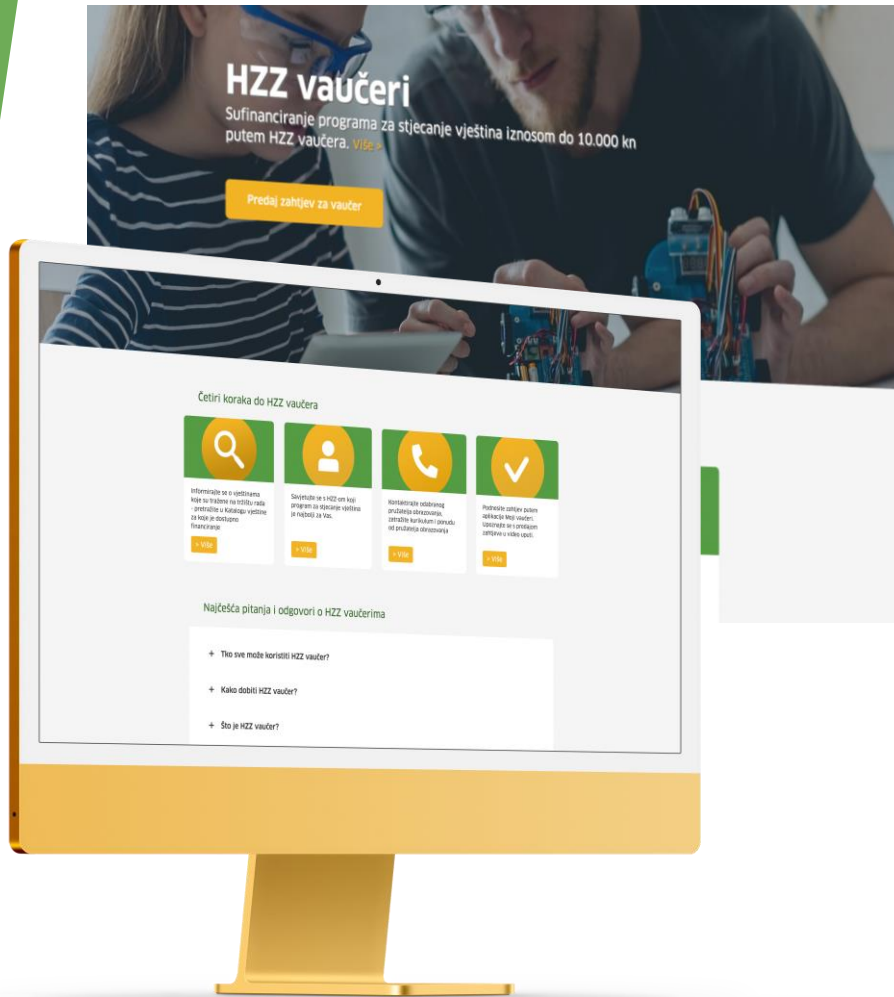 HZZ vaučeri
Sufinanciranje programa za stjecanje vještina iznosom do 10.000 kn
putem HZZ vaučera. Više >
Predaj zahtjev za vaučer
Četiri koraka do HZZ vaučera
Informirajte se o vještinama
koje su tražene na tržištu rada
- pretražite u Katalogu vještine
za koje je dostupno
financiranje
> Više
Savjetujte se s HZZ-om koji
program za stjecanje vještina
je najbolji za Vas.
> Više
Kontaktirajte odabranog
pružatelja obrazovanja,
zatražite kurikulum i ponudu
od pružatelja obrazovanja
> Više
Podnesite zahtjev putem
aplikacije Moji vaučeri.
Upoznajte se s predajom
zahtjeva u video uputi.
> Više
Najčešća pitanja i odgovori o HZZ vaučerima
+ Tko sve može koristiti HZZ vaučer?
+ Kako dobiti HZZ vaučer?
+ Što je HZZ vaučer?